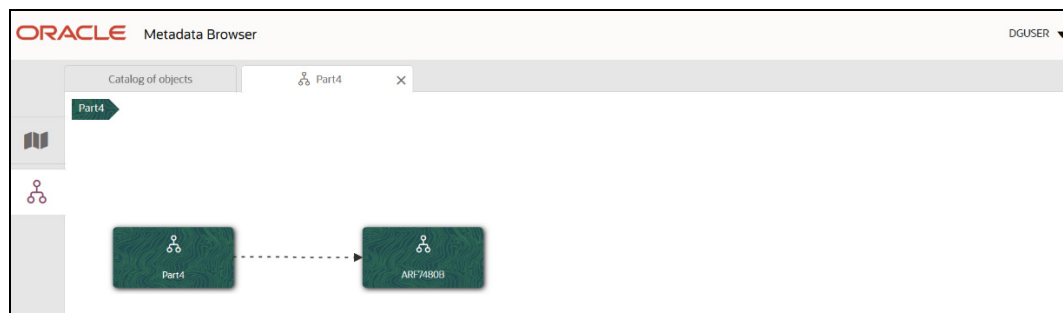 ORACLE Metadata Browser DGUSER
Catalog of objects Part4
Part4
Part4 ARF7480B